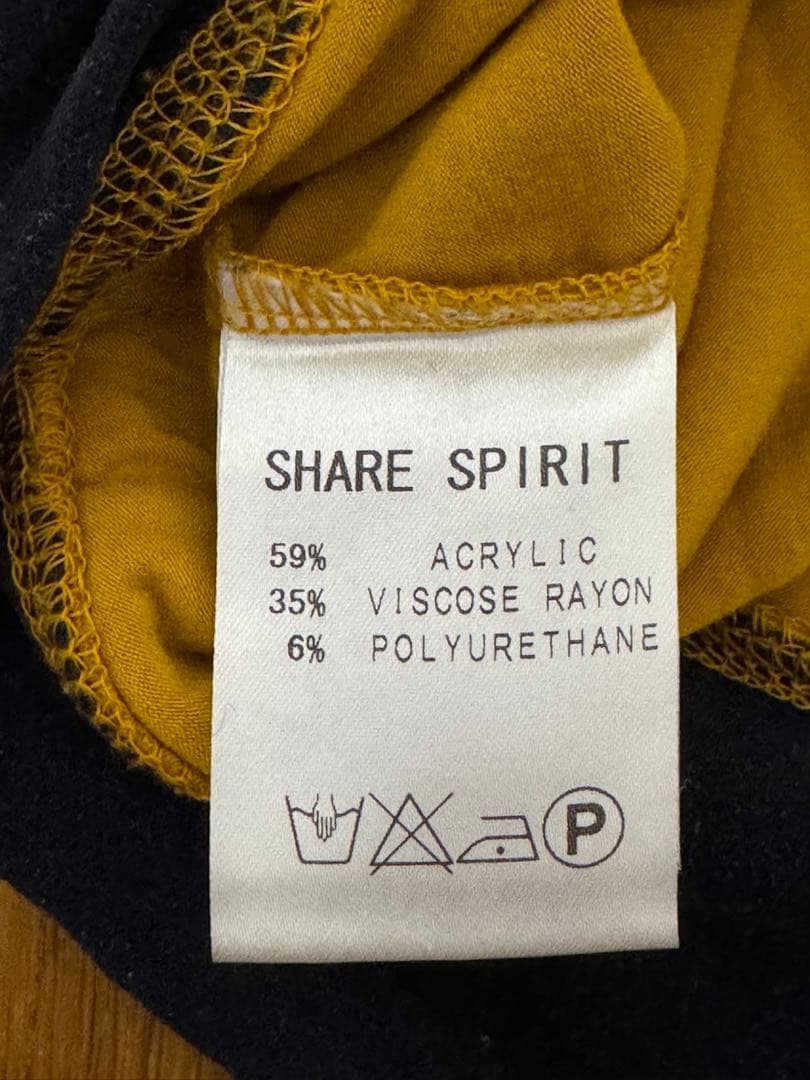 SHARE SPIRIT
59% ACRYLIC
35% VISCOSE RAYON
6% POLYURETHANE
P